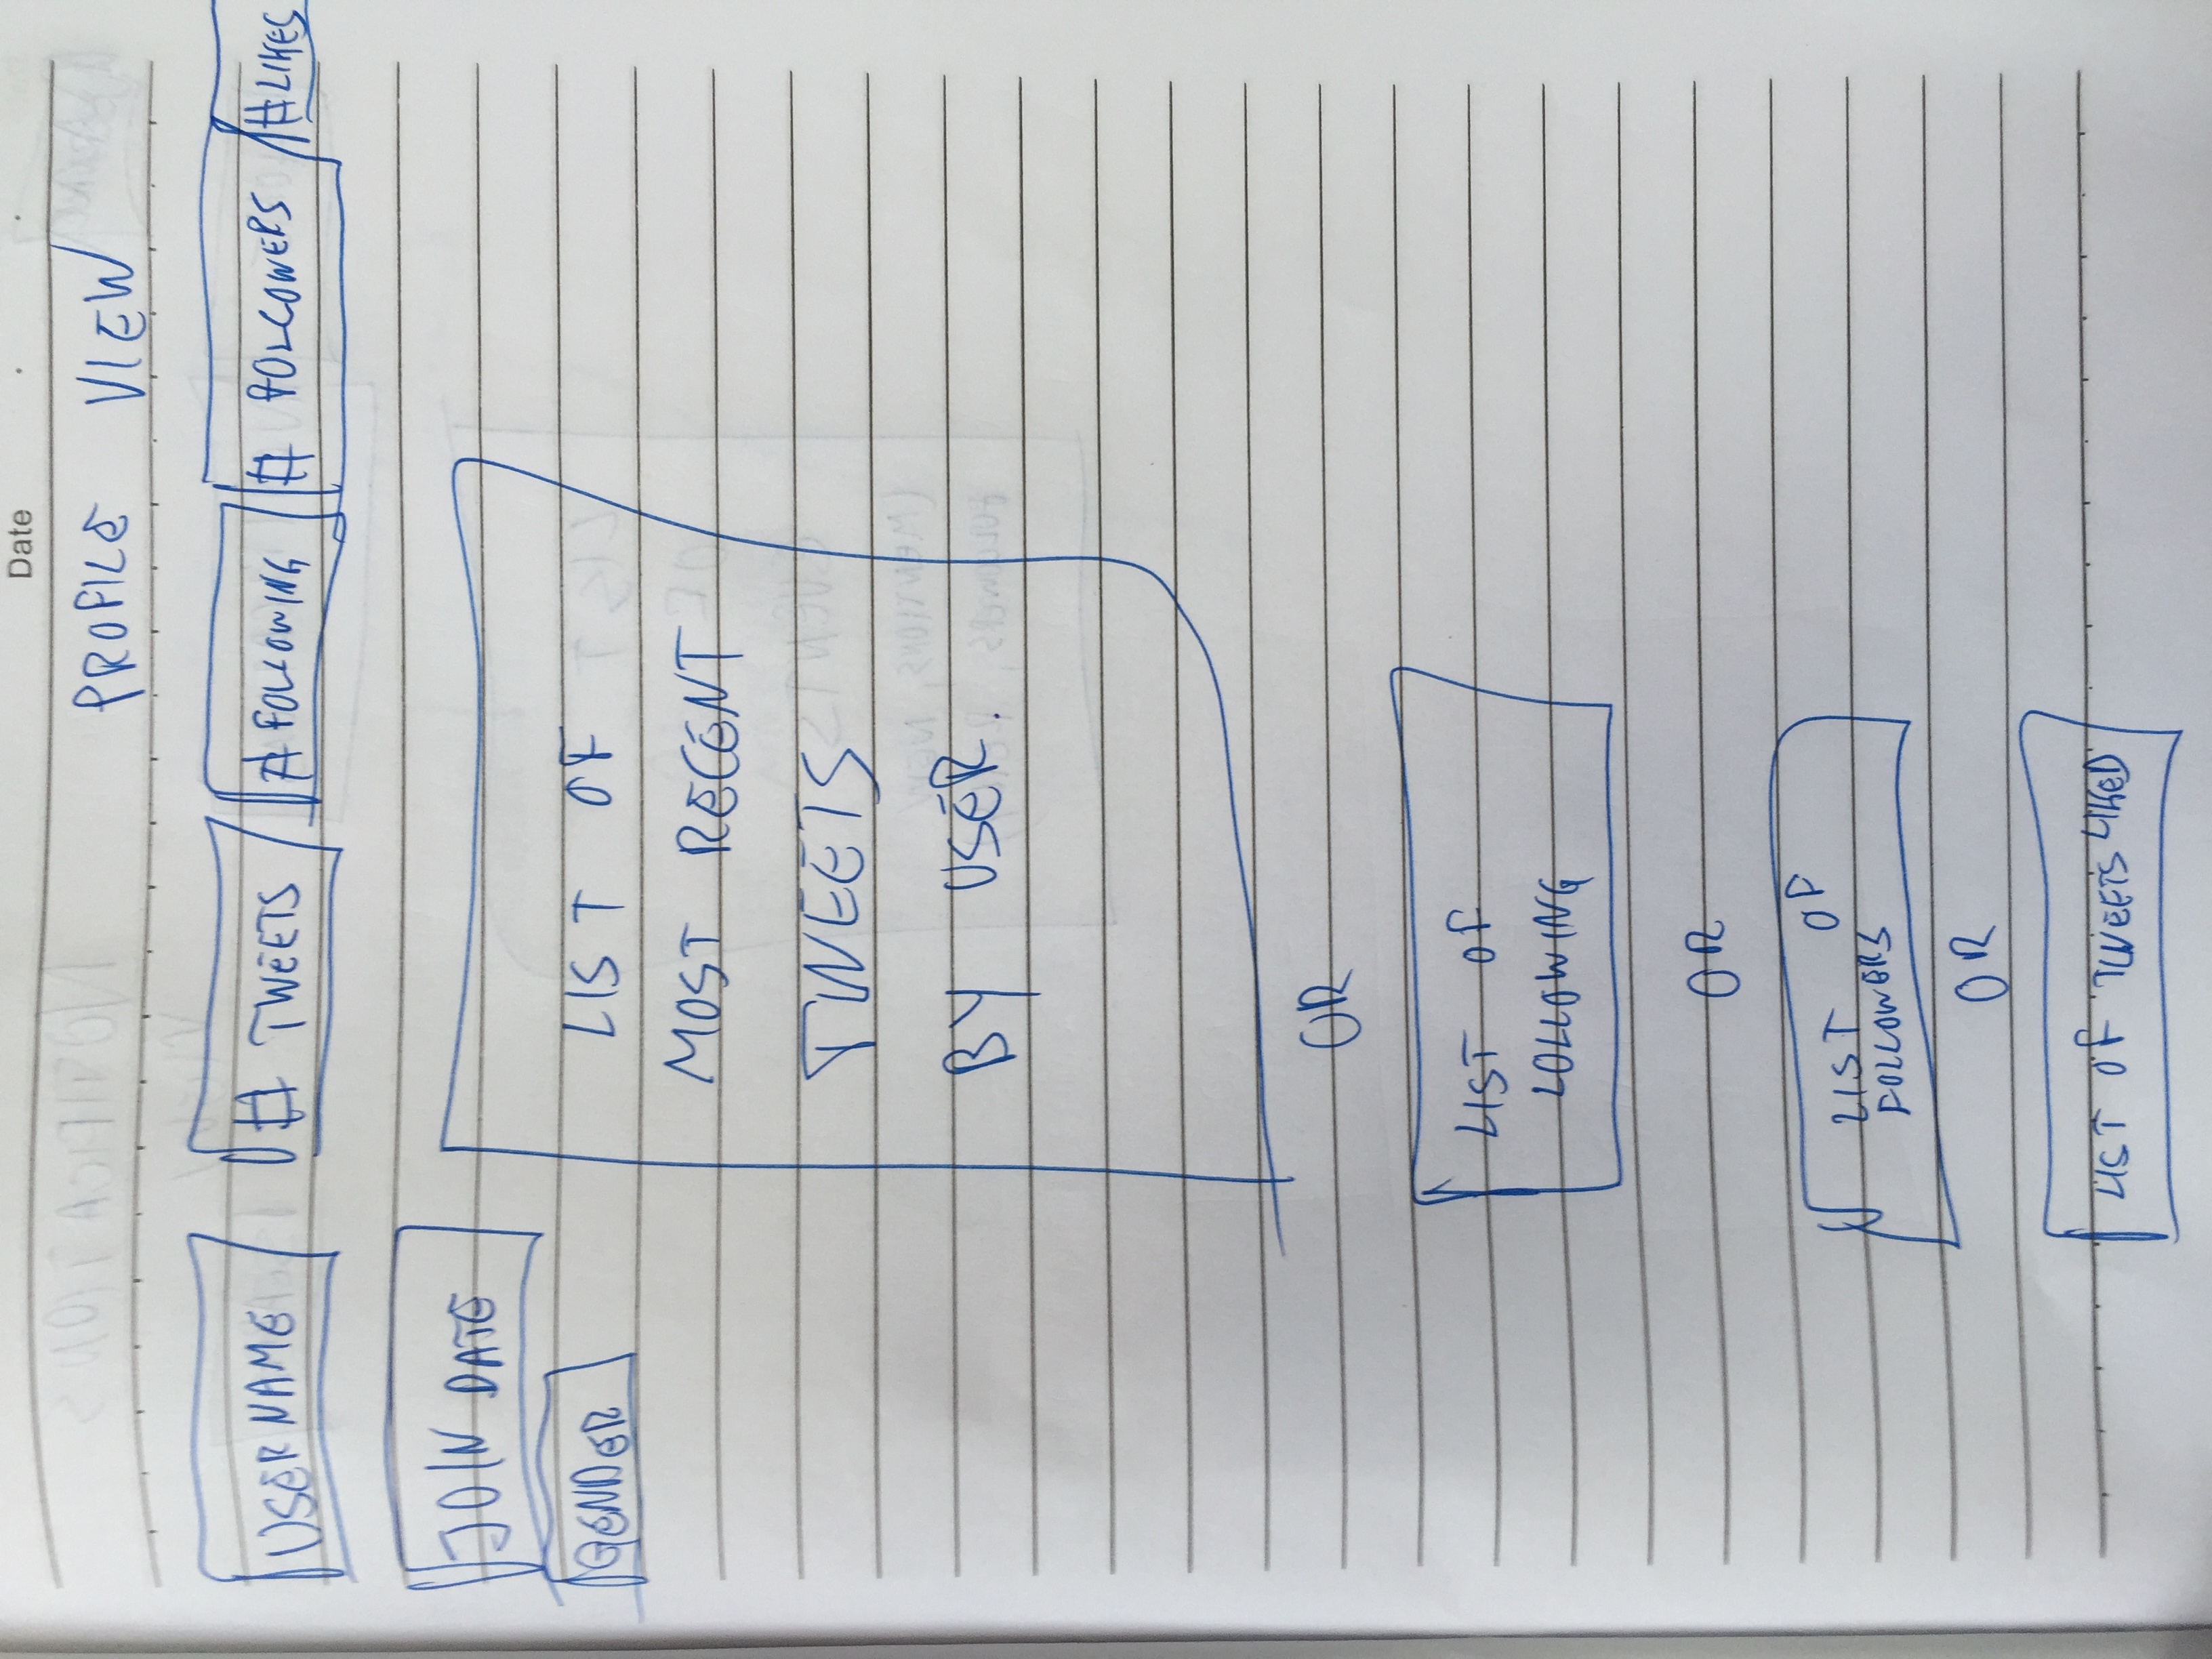 Date
PROFILE VIEW
USERNAME # TWEETS # FOLLOWING # FOLLOWERS # LIKES
JOIN DATE
GENDER
LIST OF
MOST RECENT
TWEETS
BY USER.
OR
LIST OF
LOLLOWING
OR
LIST OF
FOLLOWERS
OR
LIST OF TWEETS LIKED